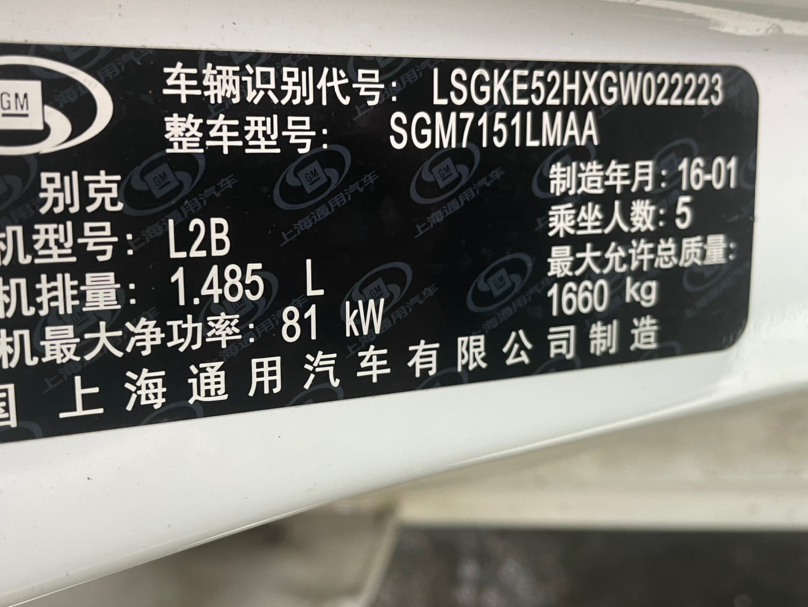 GM
车辆识别代号: LSGKE52HXGW022223
整车型号: SGM7151LMAA
别克
制造年月: 16-01
机型号: L2B
乘坐人数: 5
机排量: 1.485 L
最大允许总质量:
1660 kg
机最大净功率: 81 kW
国 上海通用汽车有限公司制造